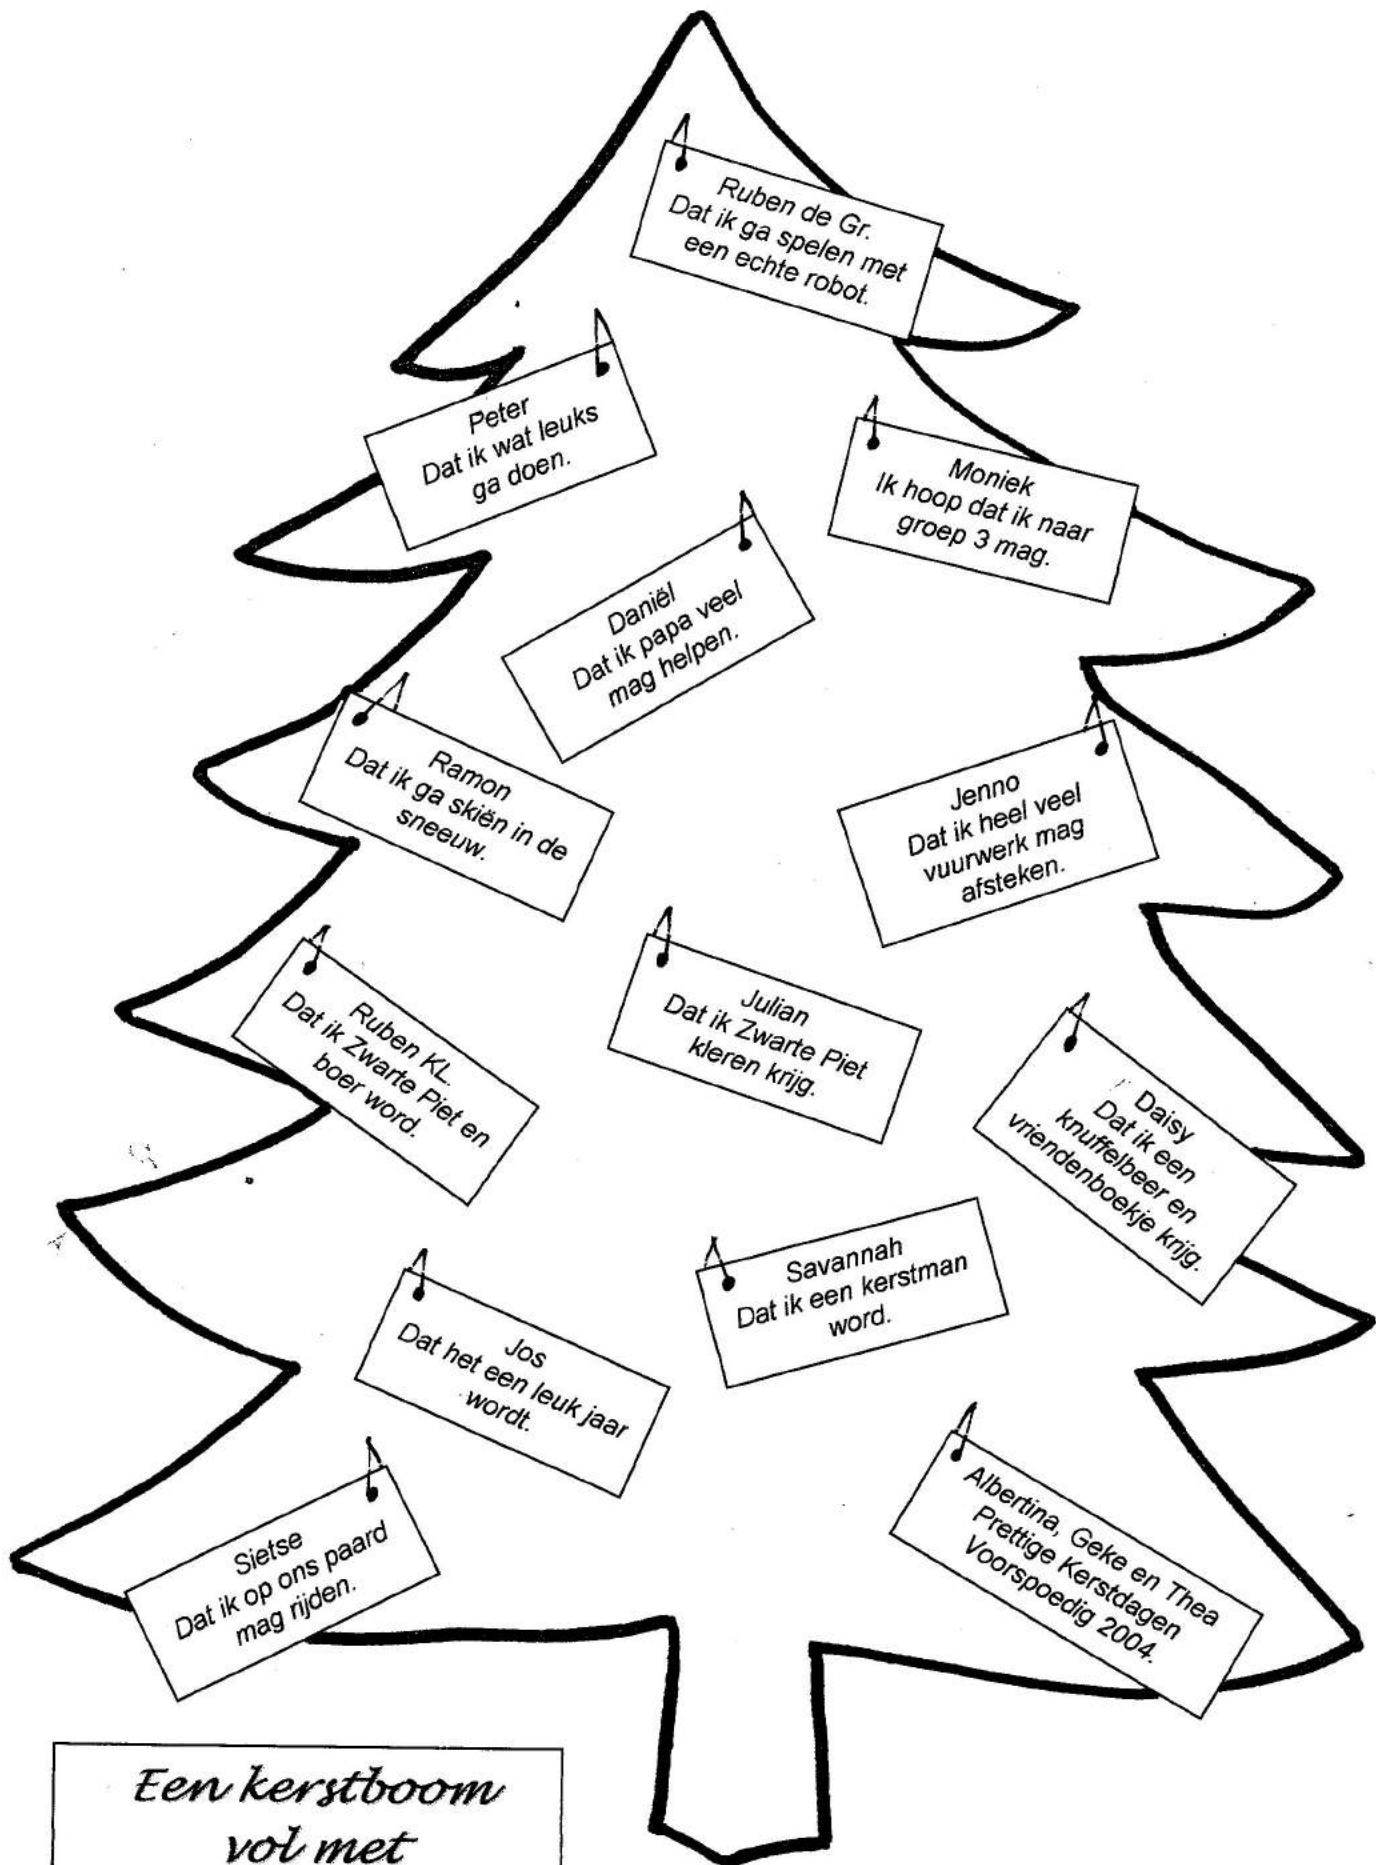 Ruben de Gr.
Dat ik ga spelen met
een echte robot.
Peter
Dat ik wat leuks
ga doen.
Moniek
Ik hoop dat ik naar
groep 3 mag.
Daniël
Dat ik papa veel
mag helpen.
Ramon
Dat ik ga skiën in de
sneeuw.
Jenno
Dat ik heel veel
vuurwerk mag
afsteken.
Ruben KL.
Dat ik Zwarte Piet en
boer word.
Julian
Dat ik Zwarte Piet
kleren krijg.
Daisy
Dat ik een
knuffelbeer en
vriendenboekje krijg.
Savannah
Dat ik een kerstman
word.
Jos
Dat het een leuk jaar
wordt.
Sietse
Dat ik op ons paard
mag rijden.
Albertina, Geke en Thea
Prettige Kerstdagen
Voorspoedig 2004.
Een kerstboom
vol met